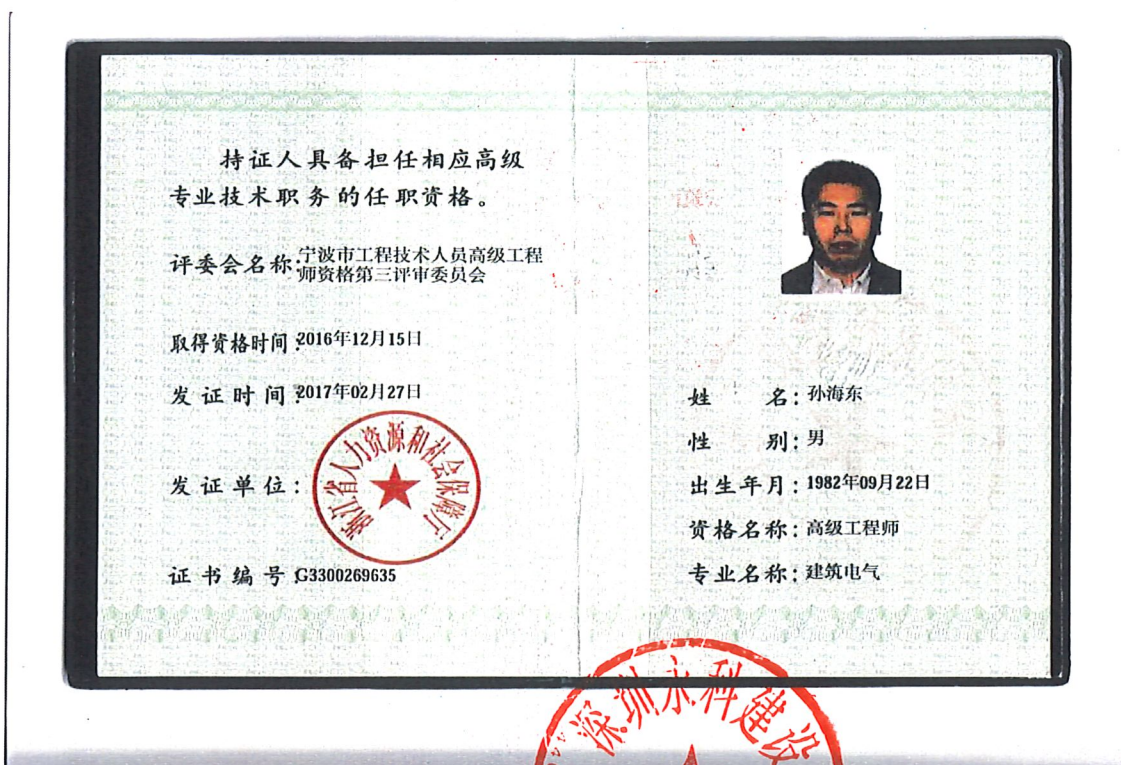 持证人具备担任相应高级
专业技术职务的任职资格。
评委会名称:宁波市工程技术人员高级工程
师资格第三评审委员会
取得资格时间:2016年12月15日
发证时间:2017年02月27日
发证单位:
浙江省人力资源和社会保障厅
证书编号:G3300269635
姓名:孙海东
性别:男
出生年月:1982年09月22日
资格名称:高级工程师
专业名称:建筑电气
深圳永科建设